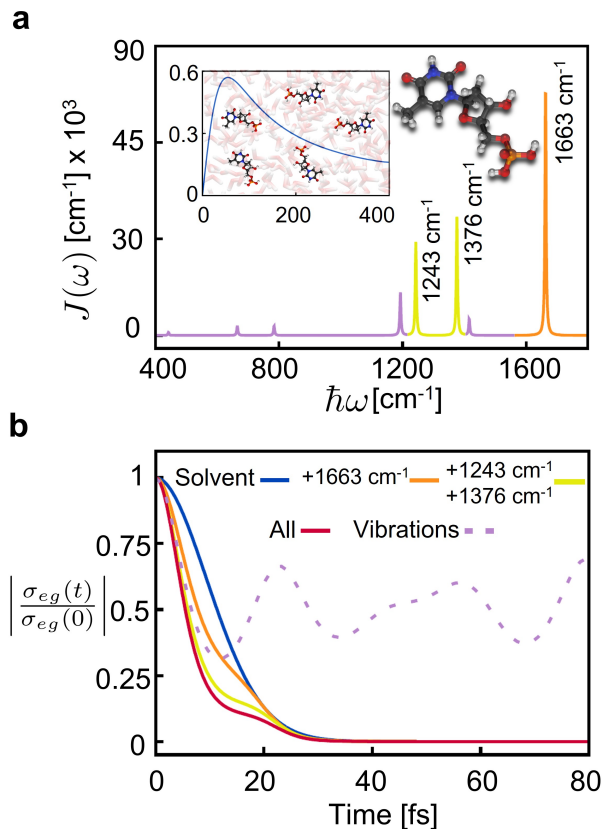 a
J(ω) [cm⁻¹] x 10³
90
45
30
0
0.6
0.3
0
0
200
400
1243 cm⁻¹
1376 cm⁻¹
1663 cm⁻¹
400
800
1200
1600
ℏω [cm⁻¹]
b
|σeg(t)/σeg(0)|
1
0.75
0.5
0.25
0
Solvent
+1663 cm⁻¹
+1243 cm⁻¹
+1376 cm⁻¹
All
Vibrations
0
20
40
60
80
Time [fs]